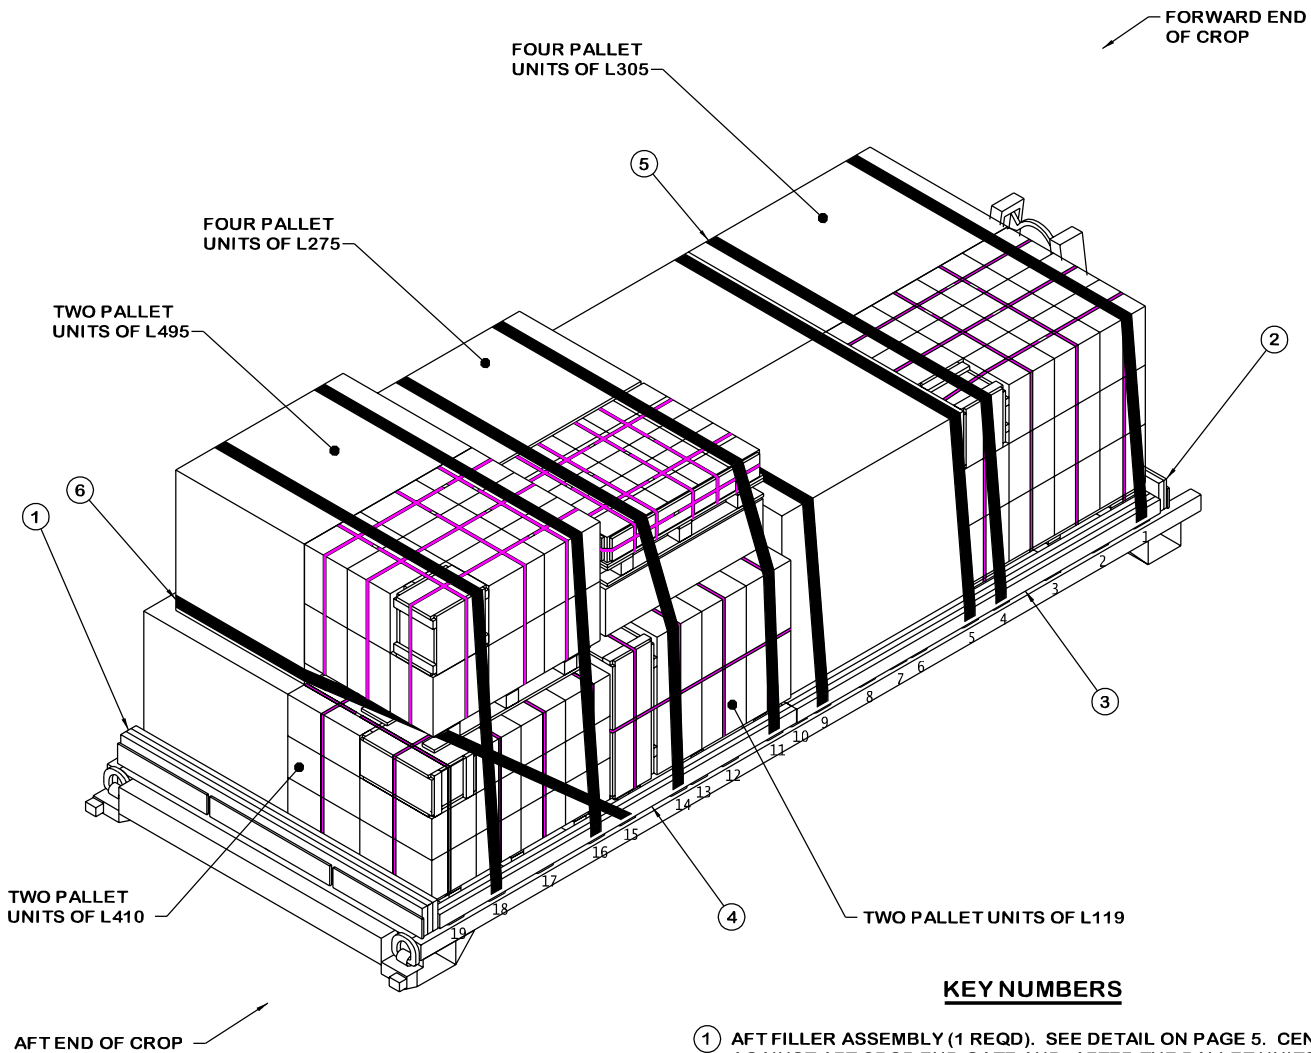 FORWARD END
OF CROP
FOUR PALLET
UNITS OF L305
5
FOUR PALLET
UNITS OF L275
TWO PALLET
UNITS OF L495
2
6
1
1
2
3
4
5
6
7
8
9
10
11
12
13
14
15
16
17
18
19
3
4
TWO PALLET
UNITS OF L410
TWO PALLET UNITS OF L119
KEY NUMBERS
AFT END OF CROP
1 AFT FILLER ASSEMBLY (1 REQD). SEE DETAIL ON PAGE 5. CEN